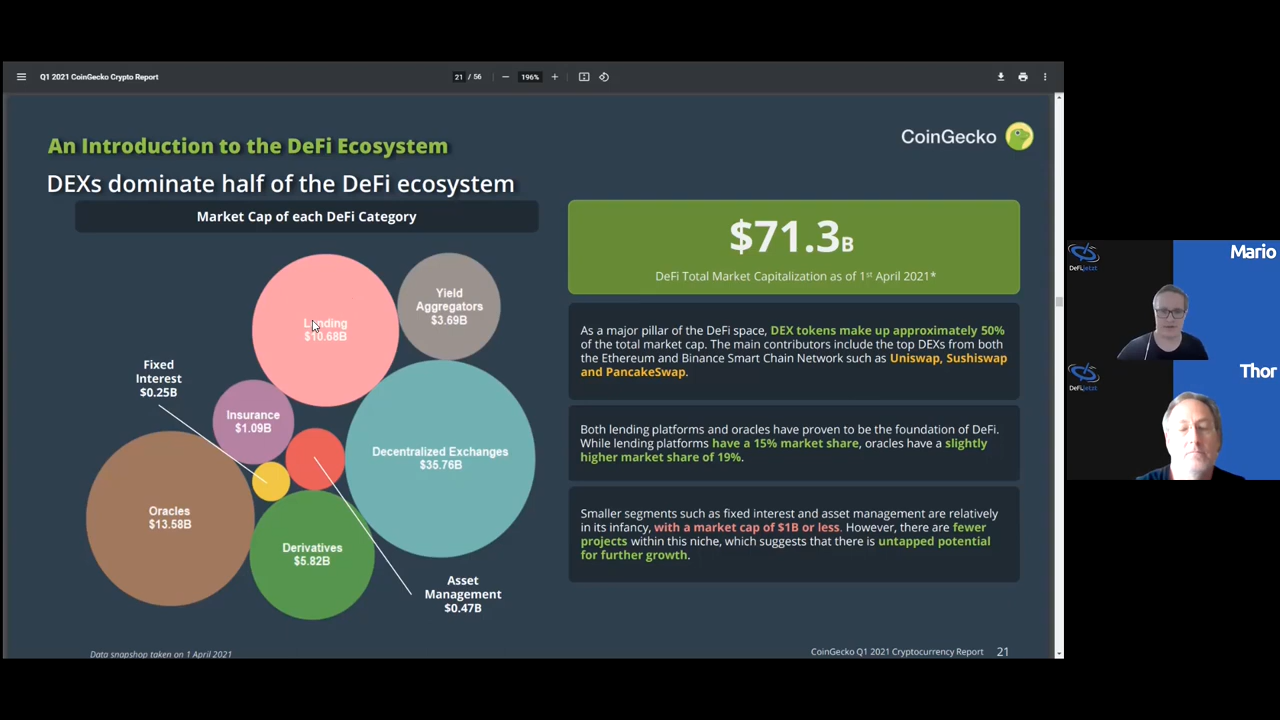 Q1 2021 CoinGecko Crypto Report
21 / 56
196%
An Introduction to the DeFi Ecosystem
CoinGecko
DEXs dominate half of the DeFi ecosystem
Market Cap of each DeFi Category
Lending
$10.68B
Yield
Aggregators
$3.69B
Fixed
Interest
$0.25B
Insurance
$1.09B
Decentralized Exchanges
$35.76B
Oracles
$13.58B
Derivatives
$5.82B
Asset
Management
$0.47B
Data snapshop taken on 1 April 2021
$71.3B
DeFi Total Market Capitalization as of 1st April 2021*
As a major pillar of the DeFi space, DEX tokens make up approximately 50%
of the total market cap. The main contributors include the top DEXs from both
the Ethereum and Binance Smart Chain Network such as Uniswap, Sushiswap
and PancakeSwap.
Both lending platforms and oracles have proven to be the foundation of DeFi.
While lending platforms have a 15% market share, oracles have a slightly
higher market share of 19%.
Smaller segments such as fixed interest and asset management are relatively
in its infancy, with a market cap of $1B or less. However, there are fewer
projects within this niche, which suggests that there is untapped potential
for further growth.
CoinGecko Q1 2021 Cryptocurrency Report
21
DeFi.jetzt
Mario
DeFi.jetzt
Thor